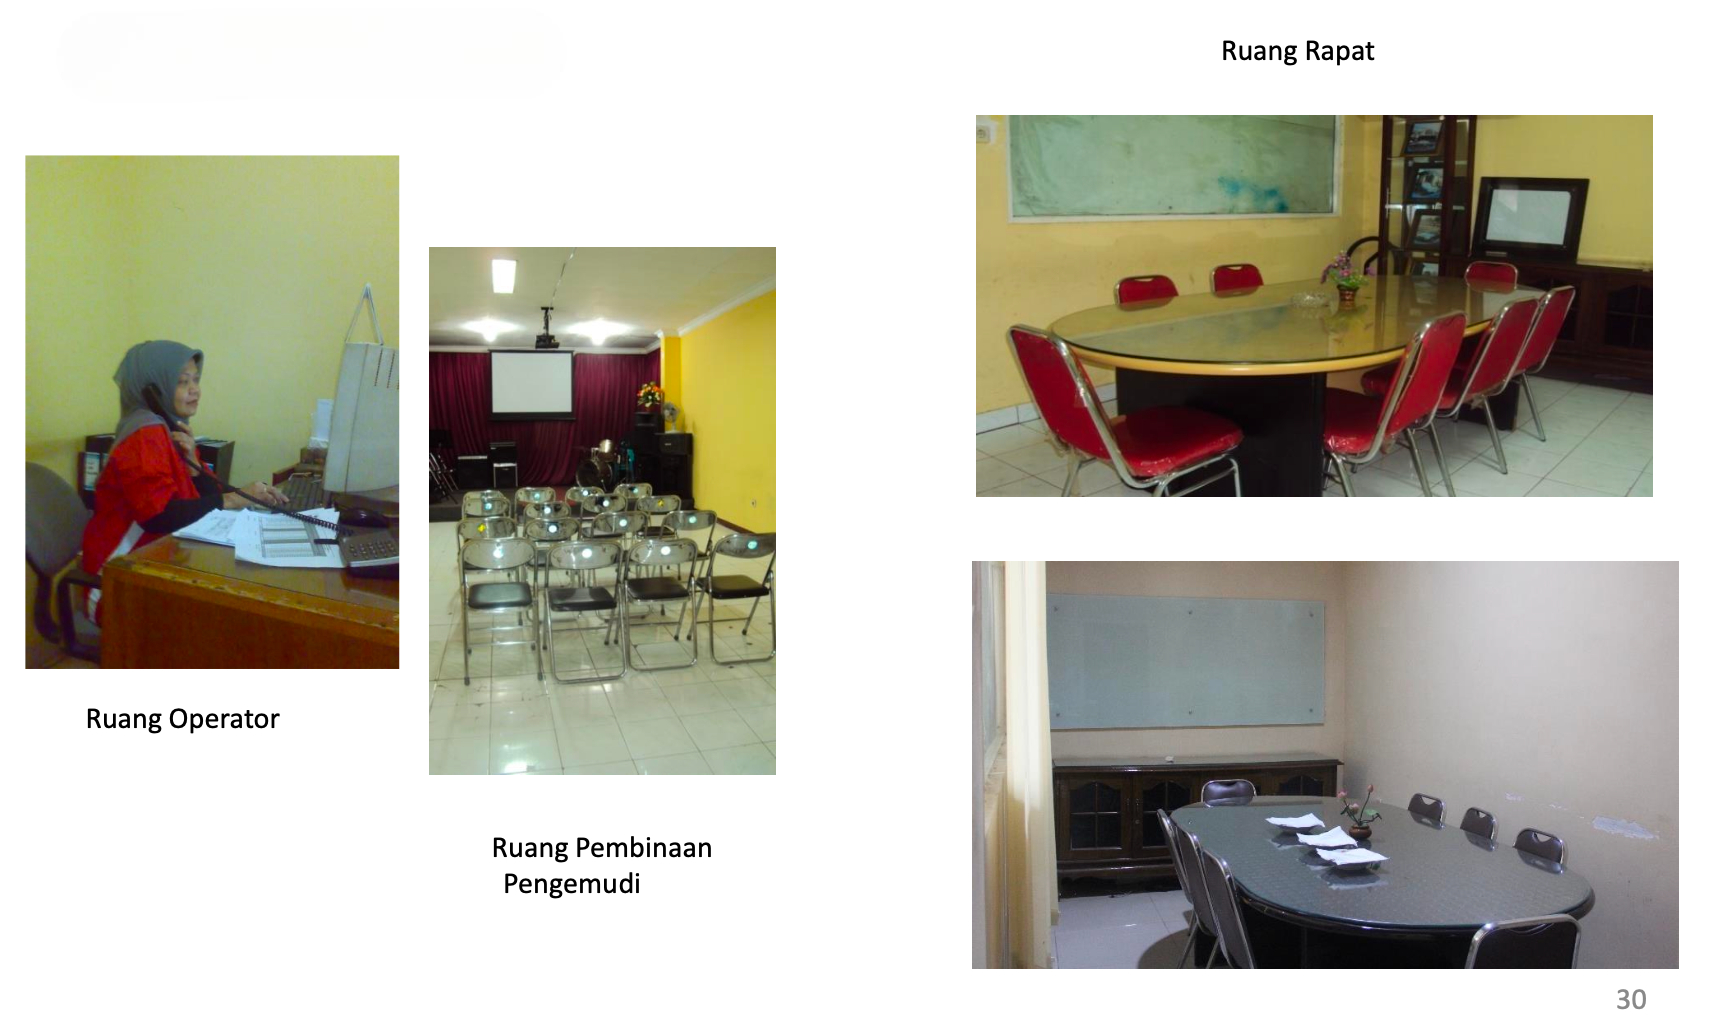 Ruang Rapat
Ruang Operator
Ruang Pembinaan
Pengemudi
30